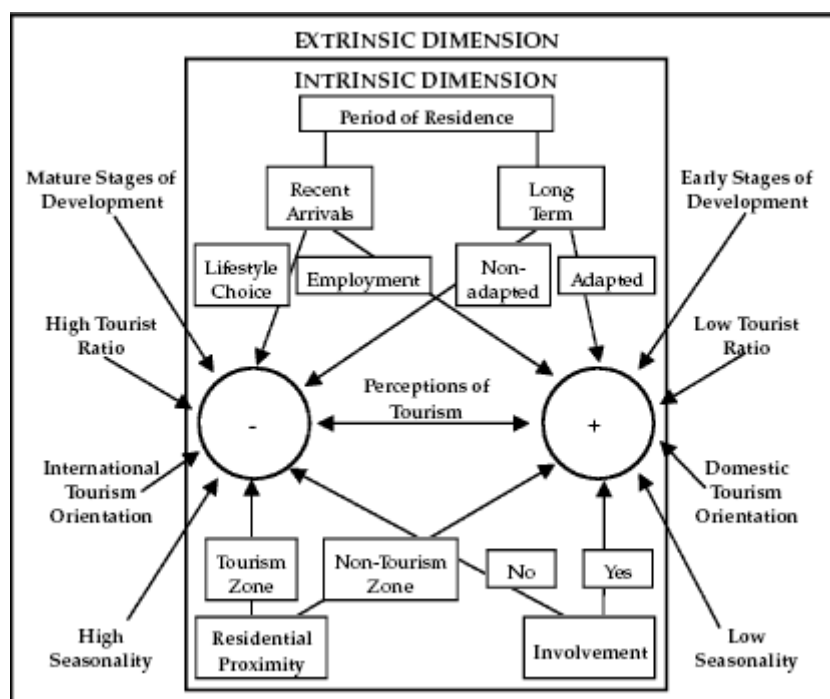 EXTRINSIC DIMENSION
INTRINSIC DIMENSION
Period of Residence
Mature Stages of
Development
Recent
Arrivals
Long
Term
Early Stages of
Development
Lifestyle
Choice
Employment
Non-
adapted
Adapted
High Tourist
Ratio
Low Tourist
Ratio
Perceptions of
Tourism
-
+
International
Tourism
Orientation
Domestic
Tourism
Orientation
Tourism
Zone
Non-Tourism
Zone
No
Yes
High
Seasonality
Residential
Proximity
Involvement
Low
Seasonality